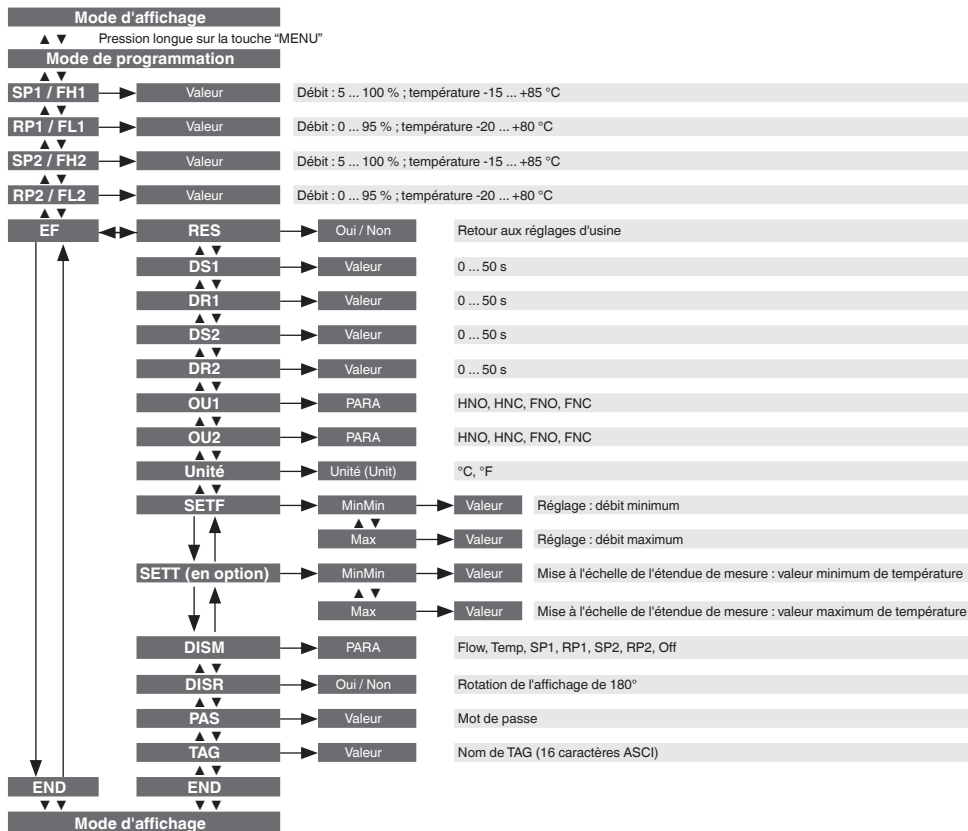 Mode d'affichage
▲ ▼ Pression longue sur la touche “MENU”
Mode de programmation
▲ ▼
SP1 / FH1 Valeur Débit : 5 ... 100 % ; température -15 ... +85 °C
▲ ▼
RP1 / FL1 Valeur Débit : 0 ... 95 % ; température -20 ... +80 °C
▲ ▼
SP2 / FH2 Valeur Débit : 5 ... 100 % ; température -15 ... +85 °C
▲ ▼
RP2 / FL2 Valeur Débit : 0 ... 95 % ; température -20 ... +80 °C
▲ ▼
EF RES Oui / Non Retour aux réglages d'usine
▲ ▼
DS1 Valeur 0 ... 50 s
▲ ▼
DR1 Valeur 0 ... 50 s
▲ ▼
DS2 Valeur 0 ... 50 s
▲ ▼
DR2 Valeur 0 ... 50 s
▲ ▼
OU1 PARA HNO, HNC, FNO, FNC
▲ ▼
OU2 PARA HNO, HNC, FNO, FNC
▲ ▼
Unité Unité (Unit) °C, °F
▲ ▼
SETF MinMin Valeur Réglage : débit minimum
▲ ▼
Max Valeur Réglage : débit maximum
SETT (en option) MinMin Valeur Mise à l'échelle de l'étendue de mesure : valeur minimum de température
▲ ▼
Max Valeur Mise à l'échelle de l'étendue de mesure : valeur maximum de température
DISM PARA Flow, Temp, SP1, RP1, SP2, RP2, Off
▲ ▼
DISR Oui / Non Rotation de l'affichage de 180°
▲ ▼
PAS Valeur Mot de passe
▲ ▼
TAG Valeur Nom de TAG (16 caractères ASCI)
▲ ▼
END END
▼ ▼ ▼ ▼
Mode d'affichage